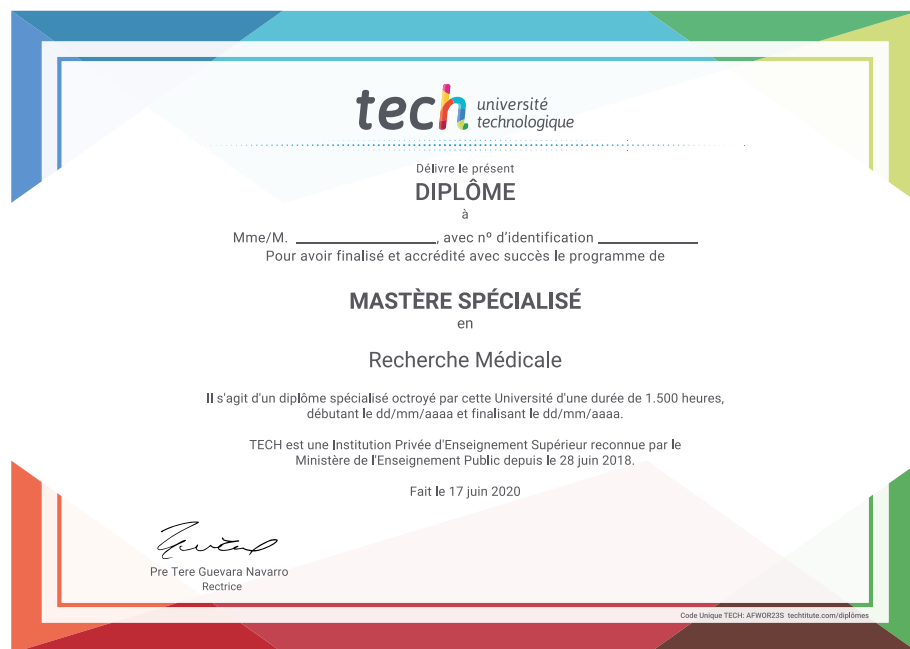 tech université
technologique
Délivre le présent
DIPLÔME
à
Mme/M. ____________, avec nº d'identification ____________
Pour avoir finalisé et accrédité avec succès le programme de
MASTÈRE SPÉCIALISÉ
en
Recherche Médicale
Il s'agit d'un diplôme spécialisé octroyé par cette Université d'une durée de 1.500 heures,
débutant le dd/mm/aaaa et finalisant le dd/mm/aaaa.
TECH est une Institution Privée d'Enseignement Supérieur reconnue par le
Ministère de l'Enseignement Public depuis le 28 juin 2018.
Fait le 17 juin 2020
Pre Tere Guevara Navarro
Rectrice
Code Unique TECH: AFWOR23S techtitute.com/diplômes